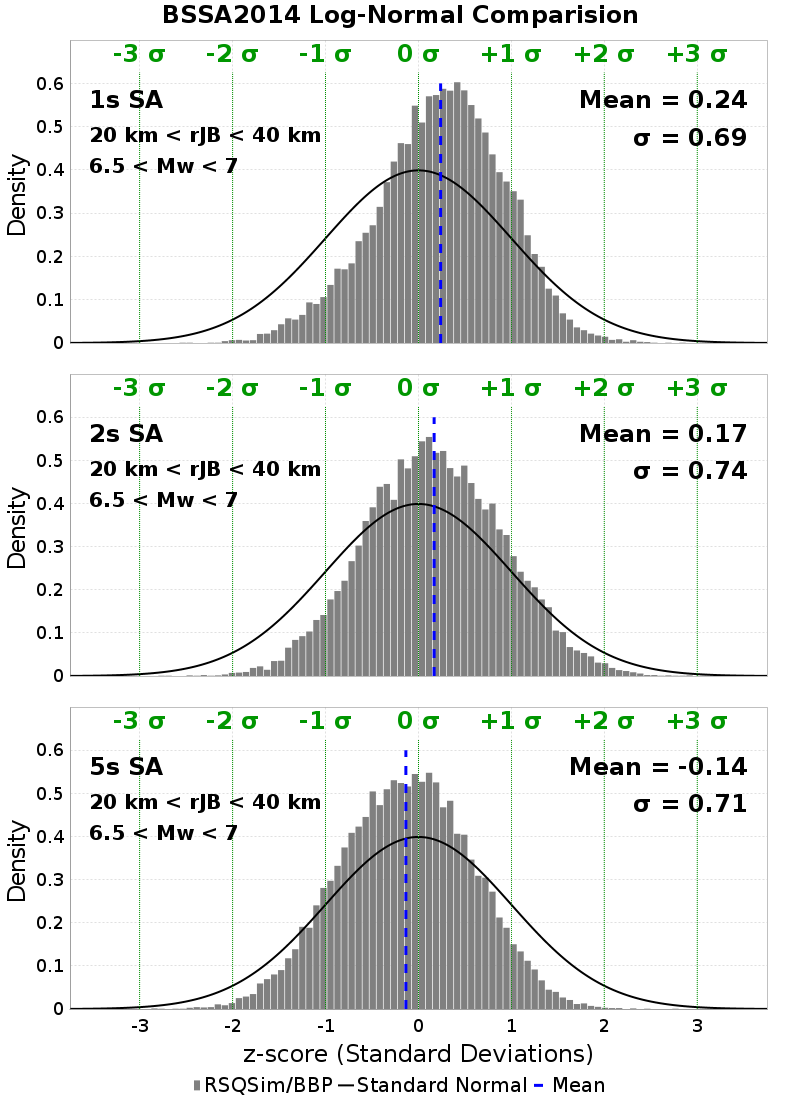 BSSA2014 Log-Normal Comparision
-3 σ -2 σ -1 σ 0 σ +1 σ +2 σ +3 σ
1s SA
20 km < rJB < 40 km
6.5 < Mw < 7
Mean = 0.24
σ = 0.69
0.6
0.5
0.4
0.3
0.2
0.1
0
Density
-3 σ -2 σ -1 σ 0 σ +1 σ +2 σ +3 σ
2s SA
20 km < rJB < 40 km
6.5 < Mw < 7
Mean = 0.17
σ = 0.74
0.6
0.5
0.4
0.3
0.2
0.1
0
Density
-3 σ -2 σ -1 σ 0 σ +1 σ +2 σ +3 σ
5s SA
20 km < rJB < 40 km
6.5 < Mw < 7
Mean = -0.14
σ = 0.71
0.6
0.5
0.4
0.3
0.2
0.1
0
Density
-3 -2 -1 0 1 2 3
z-score (Standard Deviations)
RSQSim/BBP Standard Normal Mean